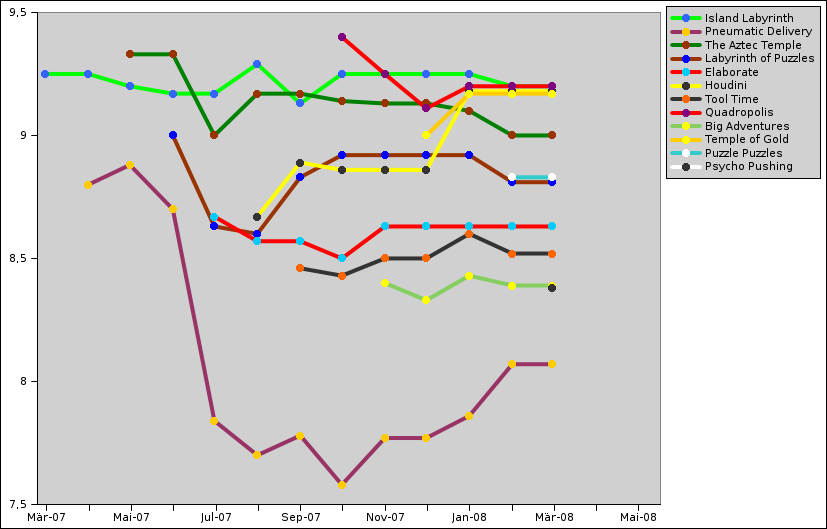 9,5
9
8,5
8
7,5
Mär-07 Mai-07 Jul-07 Sep-07 Nov-07 Jan-08 Mär-08 Mai-08
Island Labyrinth
Pneumatic Delivery
The Aztec Temple
Labyrinth of Puzzles
Elaborate
Houdini
Tool Time
Quadropolis
Big Adventures
Temple of Gold
Puzzle Puzzles
Psycho Pushing